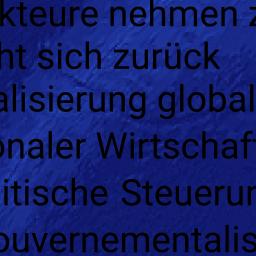 kteure nehmen z
ht sich zurück
alisierung global
onaler Wirtschaf
itische Steuerun
ouvernementalis